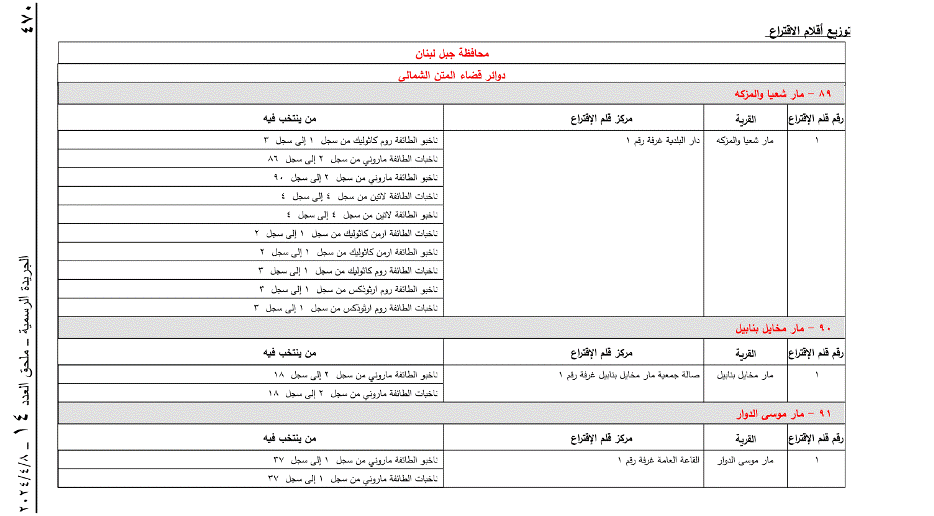 توزيع أقلام الاقتراع
محافظة جبل لبنان
دوائر قضاء المتن الشمالي
٨٩ - مار شعيا والمزكه
رقم قلم الإقتراع القرية مركز قلم الإقتراع من ينتخب فيه
١ مار شعيا والمزكه دار البلدية غرفة رقم ١ ناخبو الطائفة روم كاثوليك من سجل ١ إلى سجل ٣
ناخبات الطائفة ماروني من سجل ٢ إلى سجل ٨٦
ناخبو الطائفة ماروني من سجل ٢ إلى سجل ٩٠
ناخبات الطائفة لاتين من سجل ٤ إلى سجل ٤
ناخبو الطائفة لاتين من سجل ٤ إلى سجل ٤
ناخبات الطائفة ارمن كاثوليك من سجل ١ إلى سجل ٢
ناخبو الطائفة ارمن كاثوليك من سجل ١ إلى سجل ٢
ناخبات الطائفة روم كاثوليك من سجل ١ إلى سجل ٣
ناخبو الطائفة روم ارثوذكس من سجل ١ إلى سجل ٣
ناخبات الطائفة روم ارثوذكس من سجل ١ إلى سجل ٣
٩٠ - مار مخايل بنابيل
رقم قلم الإقتراع القرية مركز قلم الإقتراع من ينتخب فيه
١ مار مخايل بنابيل صالة جمعية مار مخايل بنابيل غرفة رقم ١ ناخبو الطائفة ماروني من سجل ٢ إلى سجل ١٨
ناخبات الطائفة ماروني من سجل ٢ إلى سجل ١٨
٩١ - مار موسى الدوار
رقم قلم الإقتراع القرية مركز قلم الإقتراع من ينتخب فيه
١ مار موسى الدوار القاعة العامة غرفة رقم ١ ناخبو الطائفة ماروني من سجل ١ إلى سجل ٣٧
ناخبات الطائفة ماروني من سجل ١ إلى سجل ٣٧
٤٧٠
الجريدة الرسمية - ملحق العدد ١٤ - ٢٠٢٤/٤/٨